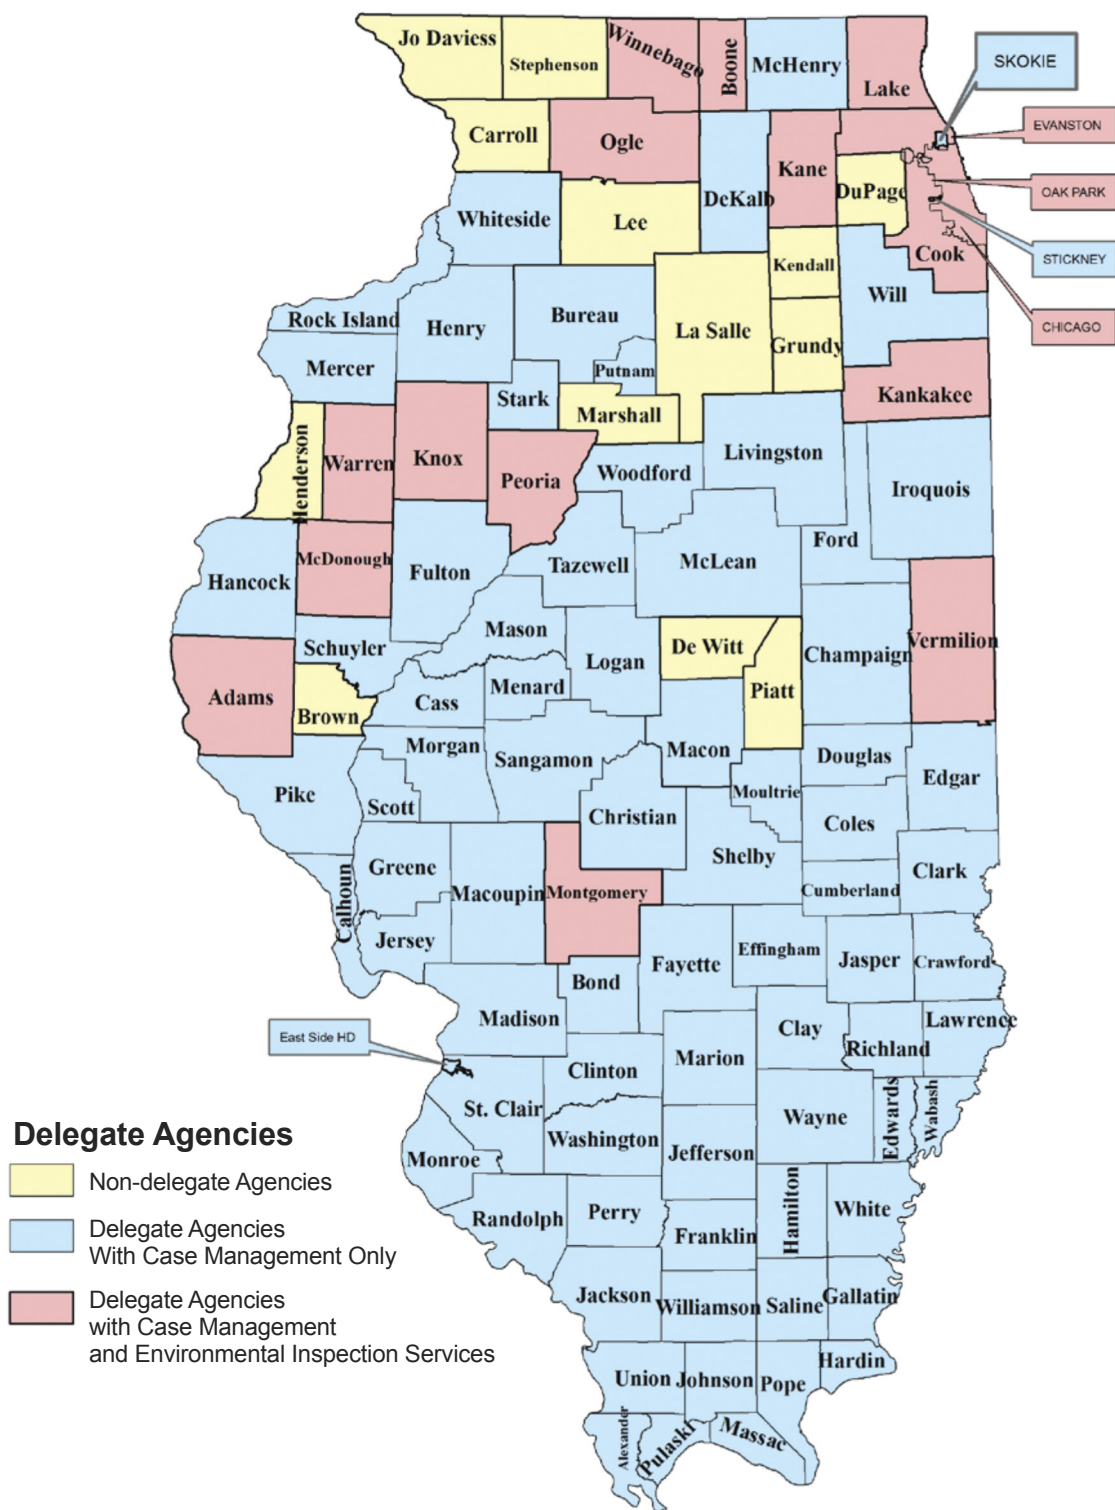 Jo Daviess
Stephenson
Winnebago
Boone
McHenry
Lake
SKOKIE
EVANSTON
Carroll
Ogle
Kane
DeKalb
DuPage
OAK PARK
Whiteside
Lee
STICKNEY
Kendall
Cook
Will
CHICAGO
Rock Island
Henry
Bureau
La Salle
Grundy
Mercer
Putnam
Stark
Marshall
Kankakee
Henderson
Warren
Knox
Peoria
Woodford
Livingston
Iroquois
Hancock
McDonough
Fulton
Tazewell
McLean
Ford
Schuyler
Mason
Logan
De Witt
Champaign
Vermilion
Adams
Brown
Cass
Menard
Piatt
Pike
Morgan
Sangamon
Macon
Douglas
Edgar
Scott
Christian
Moultrie
Coles
Greene
Macoupin
Montgomery
Shelby
Cumberland
Clark
Calhoun
Jersey
Fayette
Effingham
Jasper
Crawford
Bond
Madison
Clay
Richland
Lawrence
East Side HD
Clinton
Marion
St. Clair
Washington
Wayne
Edwards
Wabash
Monroe
Jefferson
Randolph
Perry
Franklin
Hamilton
White
Jackson
Williamson
Saline
Gallatin
Union
Johnson
Pope
Hardin
Alexander
Pulaski
Massac
Delegate Agencies
Non-delegate Agencies
Delegate Agencies
With Case Management Only
Delegate Agencies
with Case Management
and Environmental Inspection Services